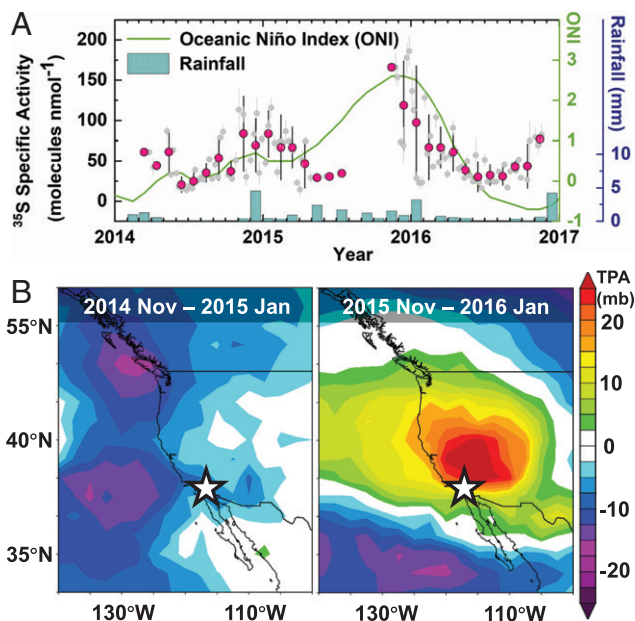 A
Oceanic Niño Index (ONI)
Rainfall
³⁵S Specific Activity
(molecules nmol⁻¹)
200
150
100
50
0
ONI
3
2
1
0
-1
Rainfall (mm)
10
5
0
2014
2015
2016
2017
Year
B
2014 Nov – 2015 Jan
2015 Nov – 2016 Jan
TPA
(mb)
55°N
40°N
35°N
130°W
110°W
130°W
110°W
20
10
0
-10
-20